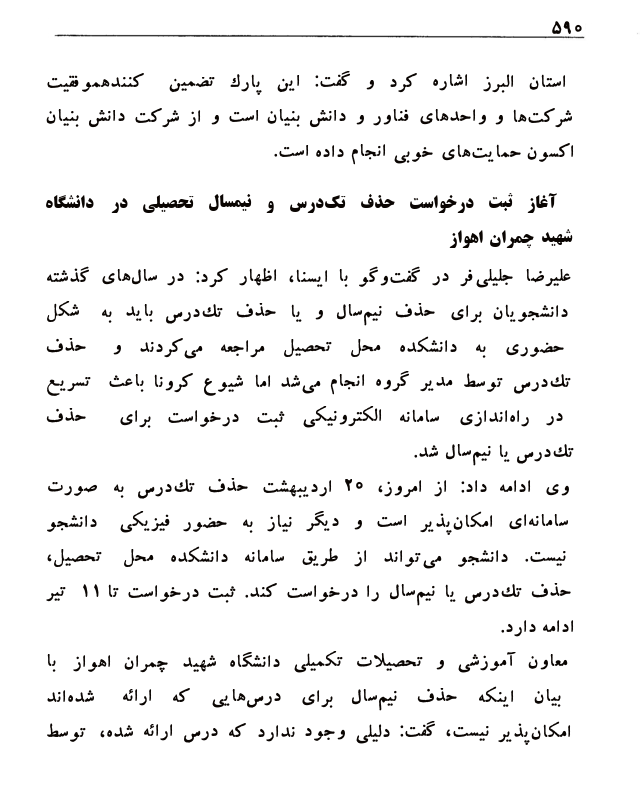 ۵۹۰
استان البرز اشاره کرد و گفت: این پارك تضمین کنندهموفقیت
شرکت‌ها و واحدهای فناور و دانش بنیان است و از شرکت دانش بنیان
اکسون حمایت‌های خوبی انجام داده است.
آغاز ثبت درخواست حذف تك‌درس و نیمسال تحصیلی در دانشگاه
شهید چمران اهواز
علیرضا جلیلی‌فر در گفت‌وگو با ایسنا، اظهار کرد: در سال‌های گذشته
دانشجویان برای حذف نیم‌سال و یا حذف تك‌درس باید به شکل
حضوری به دانشکده محل تحصیل مراجعه می‌کردند و حذف
تك‌درس توسط مدیر گروه انجام می‌شد اما شیوع کرونا باعث تسریع
در راه‌اندازی سامانه الکترونیکی ثبت درخواست برای حذف
تك‌درس یا نیم‌سال شد.
وی ادامه داد: از امروز، ۲۰ اردیبهشت حذف تك‌درس به صورت
سامانه‌ای امکان‌پذیر است و دیگر نیاز به حضور فیزیکی دانشجو
نیست. دانشجو می‌تواند از طریق سامانه دانشکده محل تحصیل،
حذف تك‌درس یا نیم‌سال را درخواست کند. ثبت درخواست تا ۱۱ تیر
ادامه دارد.
معاون آموزشی و تحصیلات تکمیلی دانشگاه شهید چمران اهواز با
بیان اینکه حذف نیم‌سال برای درس‌هایی که ارائه شده‌اند
امکان‌پذیر نیست، گفت: دلیلی وجود ندارد که درس ارائه شده، توسط